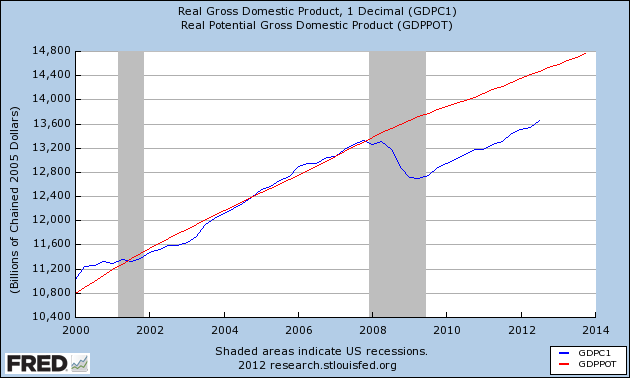 Real Gross Domestic Product, 1 Decimal (GDPC1)
Real Potential Gross Domestic Product (GDPPOT)
(Billions of Chained 2005 Dollars)
14,800
14,400
14,000
13,600
13,200
12,800
12,400
12,000
11,600
11,200
10,800
10,400
2000 2002 2004 2006 2008 2010 2012 2014
Shaded areas indicate US recessions.
2012 research.stlouisfed.org
FRED
GDPC1
GDPPOT